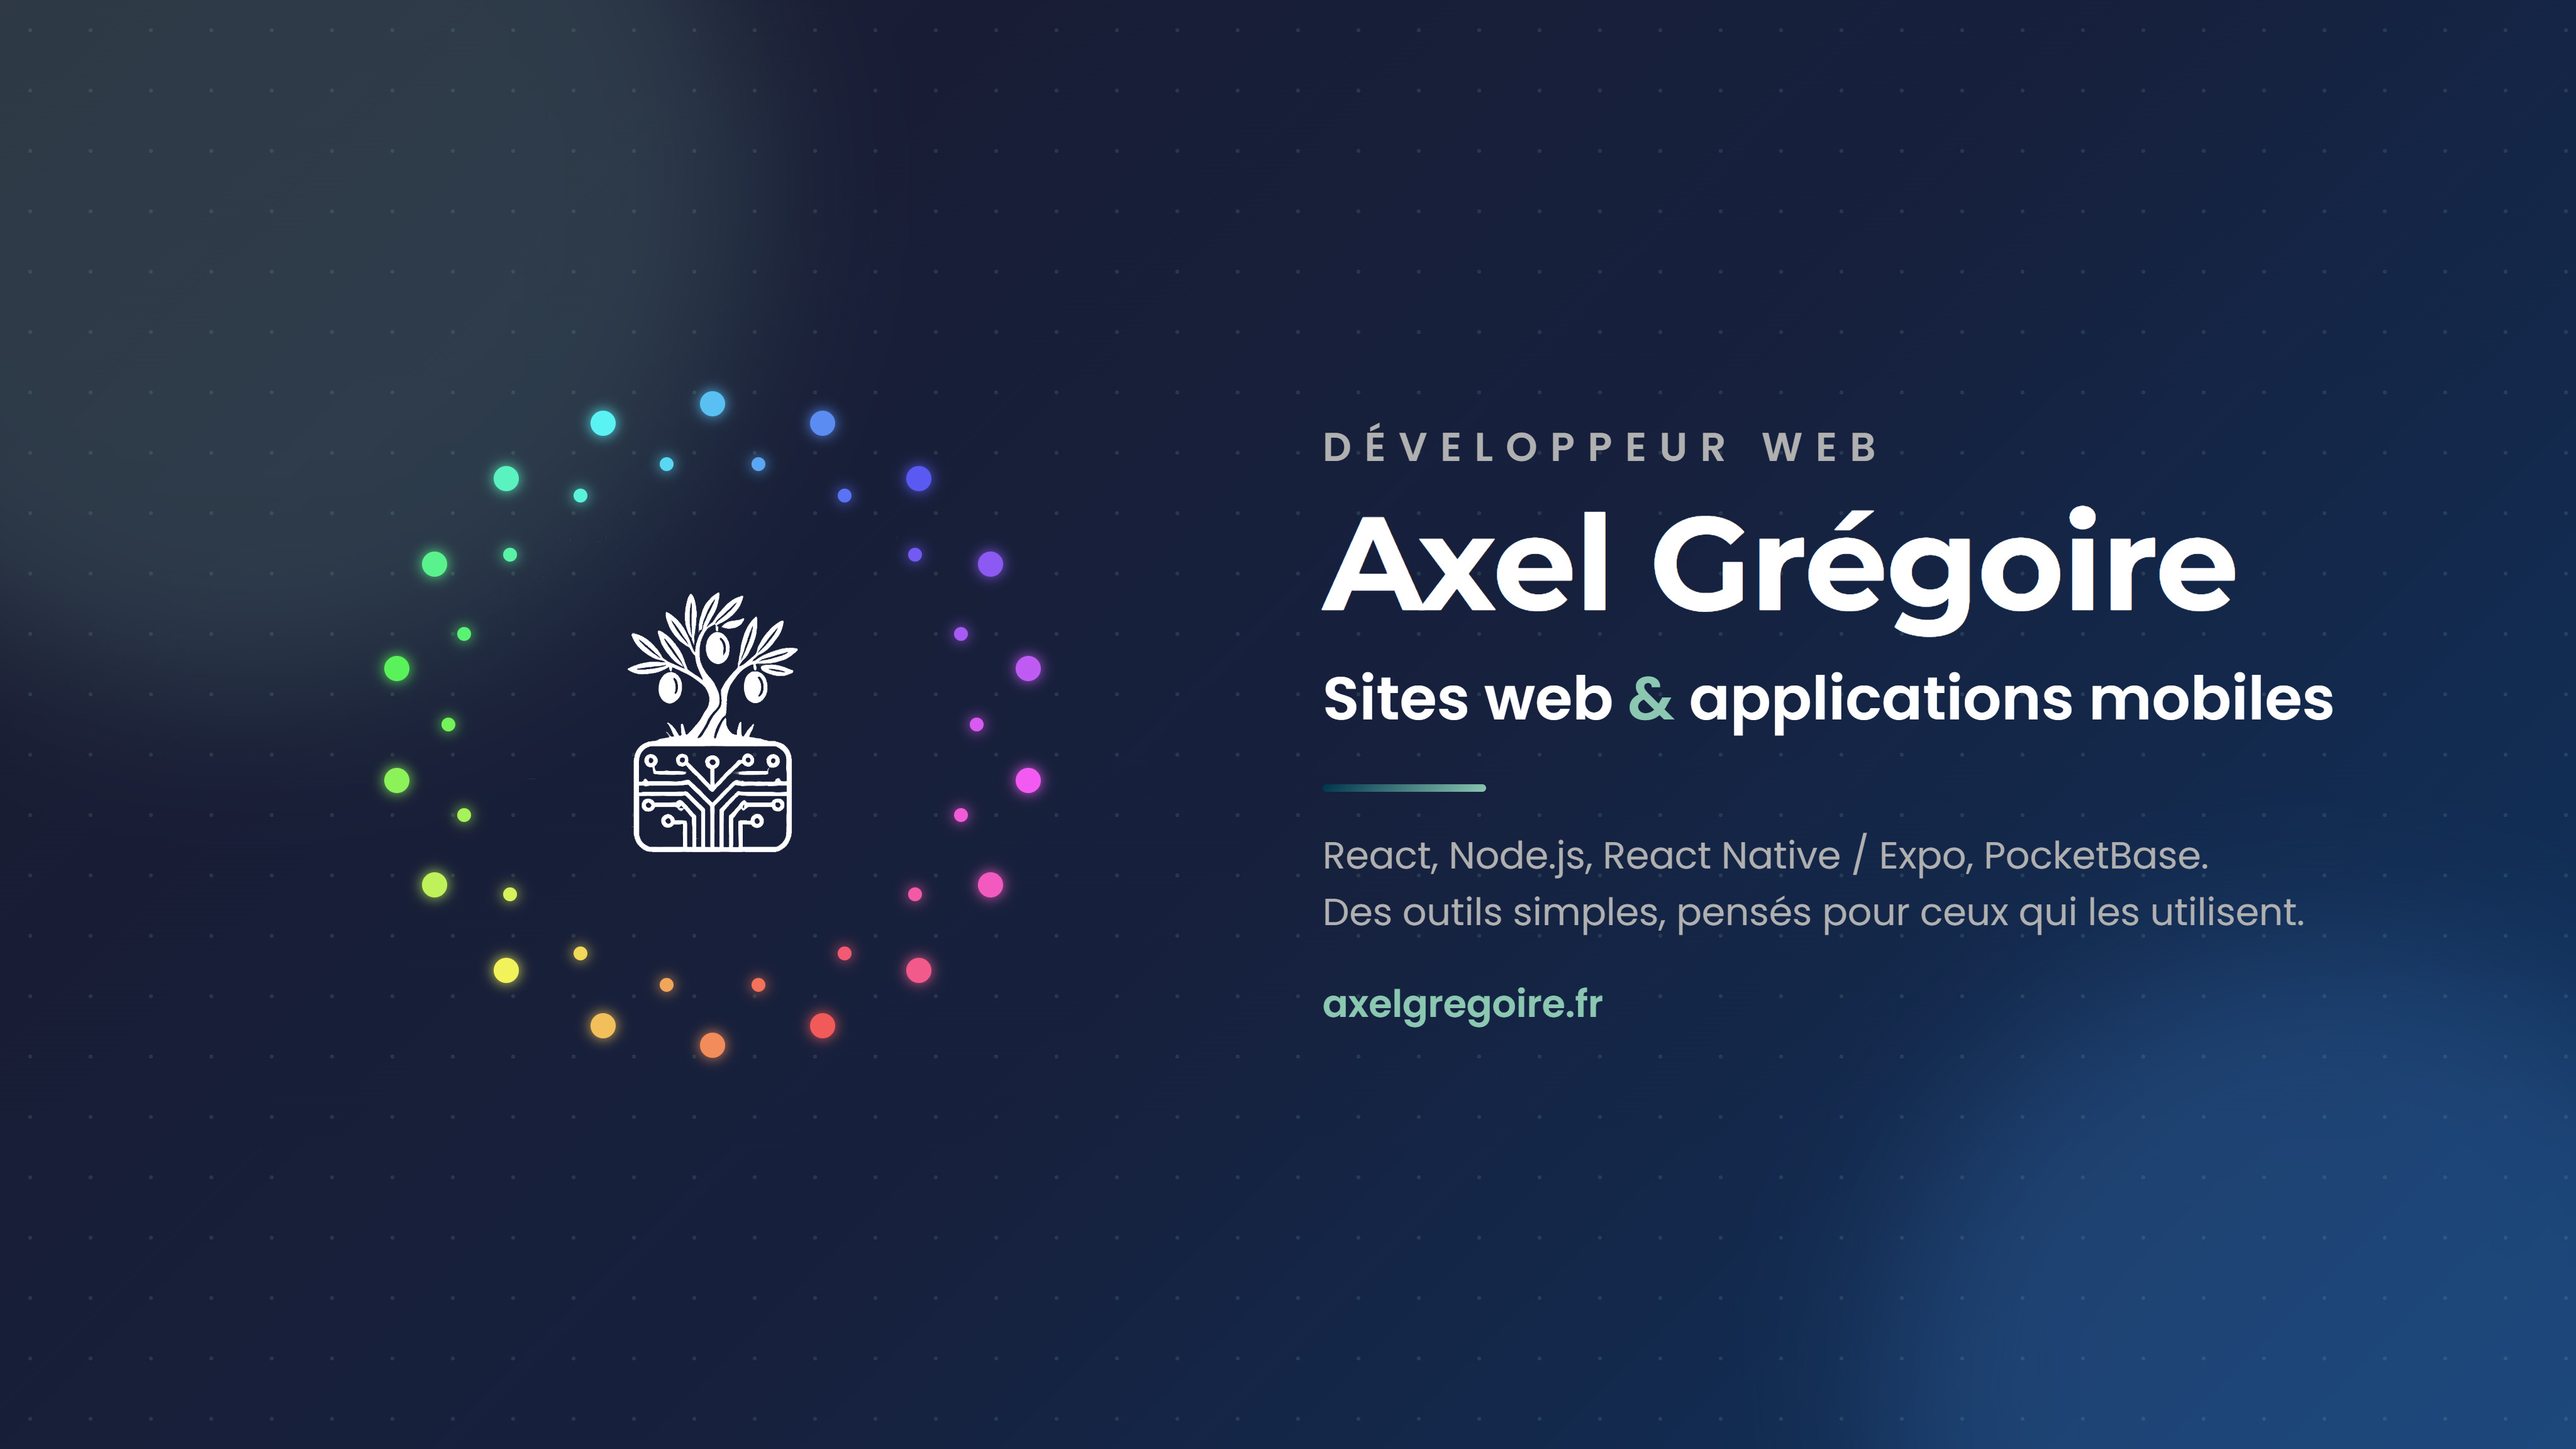 DÉVELOPPEUR WEB
Axel Grégoire
Sites web & applications mobiles
React, Node.js, React Native / Expo, PocketBase.
Des outils simples, pensés pour ceux qui les utilisent.
axelgregoire.fr